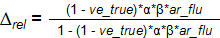 Δrel = (1 - ve_true)*α*β*ar_flu / 1 - (1 - ve_true)*α*β*ar_flu